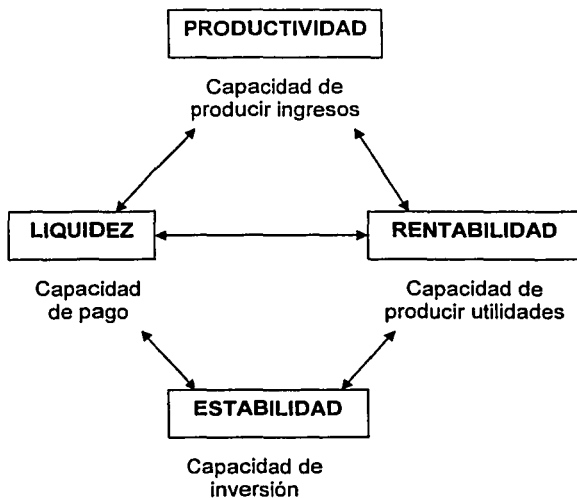 PRODUCTIVIDAD
Capacidad de
producir ingresos
LIQUIDEZ
RENTABILIDAD
Capacidad
de pago
Capacidad de
producir utilidades
ESTABILIDAD
Capacidad de
inversión